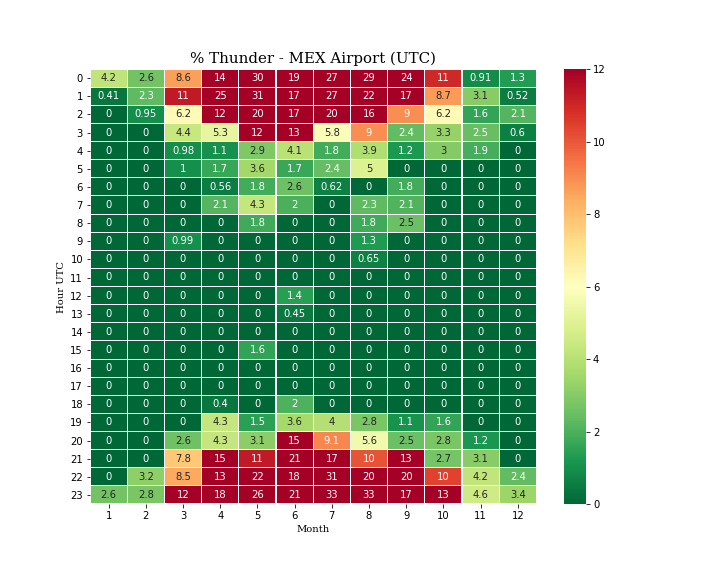 % Thunder - MEX Airport (UTC)
0 4.2 2.6 8.6 14 30 19 27 29 24 11 0.91 1.3
1 0.41 2.3 11 25 31 17 27 22 17 8.7 3.1 0.52
2 0 0.95 6.2 12 20 17 20 16 9 6.2 1.6 2.1
3 0 0 4.4 5.3 12 13 5.8 9 2.4 3.3 2.5 0.6
4 0 0 0.98 1.1 2.9 4.1 1.8 3.9 1.2 3 1.9 0
5 0 0 1 1.7 3.6 1.7 2.4 5 0 0 0 0
6 0 0 0 0.56 1.8 2.6 0.62 0 1.8 0 0 0
7 0 0 0 2.1 4.3 2 0 2.3 2.1 0 0 0
8 0 0 0 0 1.8 0 0 1.8 2.5 0 0 0
9 0 0 0.99 0 0 0 0 1.3 0 0 0 0
10 0 0 0 0 0 0 0 0.65 0 0 0 0
11 0 0 0 0 0 0 0 0 0 0 0 0
12 0 0 0 0 0 1.4 0 0 0 0 0 0
13 0 0 0 0 0 0.45 0 0 0 0 0 0
14 0 0 0 0 0 0 0 0 0 0 0 0
15 0 0 0 0 1.6 0 0 0 0 0 0 0
16 0 0 0 0 0 0 0 0 0 0 0 0
17 0 0 0 0 0 0 0 0 0 0 0 0
18 0 0 0 0.4 0 2 0 0 0 0 0 0
19 0 0 0 4.3 1.5 3.6 4 2.8 1.1 1.6 0 0
20 0 0 2.6 4.3 3.1 15 9.1 5.6 2.5 2.8 1.2 0
21 0 0 7.8 15 11 21 17 10 13 2.7 3.1 0
22 0 3.2 8.5 13 22 18 31 20 20 10 4.2 2.4
23 2.6 2.8 12 18 26 21 33 33 17 13 4.6 3.4
1 2 3 4 5 6 7 8 9 10 11 12
Month
Hour UTC
12
10
8
6
4
2
0